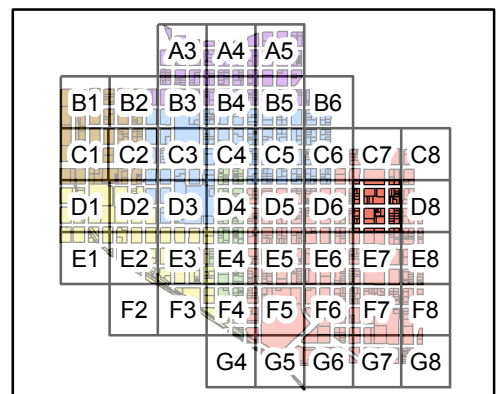 A3 A4 A5
B1 B2 B3 B4 B5 B6
C1 C2 C3 C4 C5 C6 C7 C8
D1 D2 D3 D4 D5 D6 D8
E1 E2 E3 E4 E5 E6 E7 E8
F2 F3 F4 F5 F6 F7 F8
G4 G5 G6 G7 G8